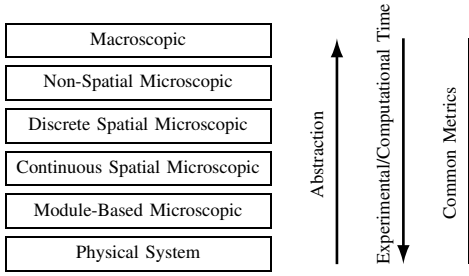 Macroscopic
Non-Spatial Microscopic
Discrete Spatial Microscopic
Continuous Spatial Microscopic
Module-Based Microscopic
Physical System
Abstraction
Experimental/Computational Time
Common Metrics